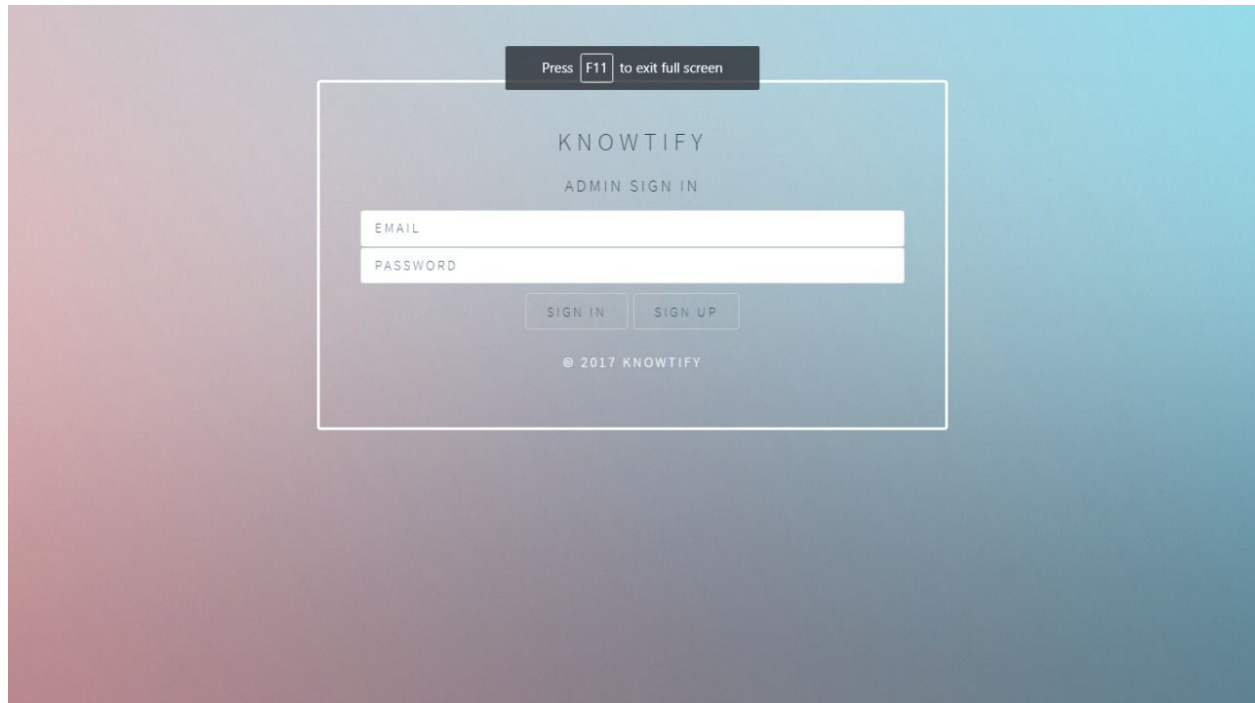 Press F11 to exit full screen
KNOWTIFY
ADMIN SIGN IN
EMAIL
PASSWORD
SIGN IN SIGN UP
© 2017 KNOWTIFY